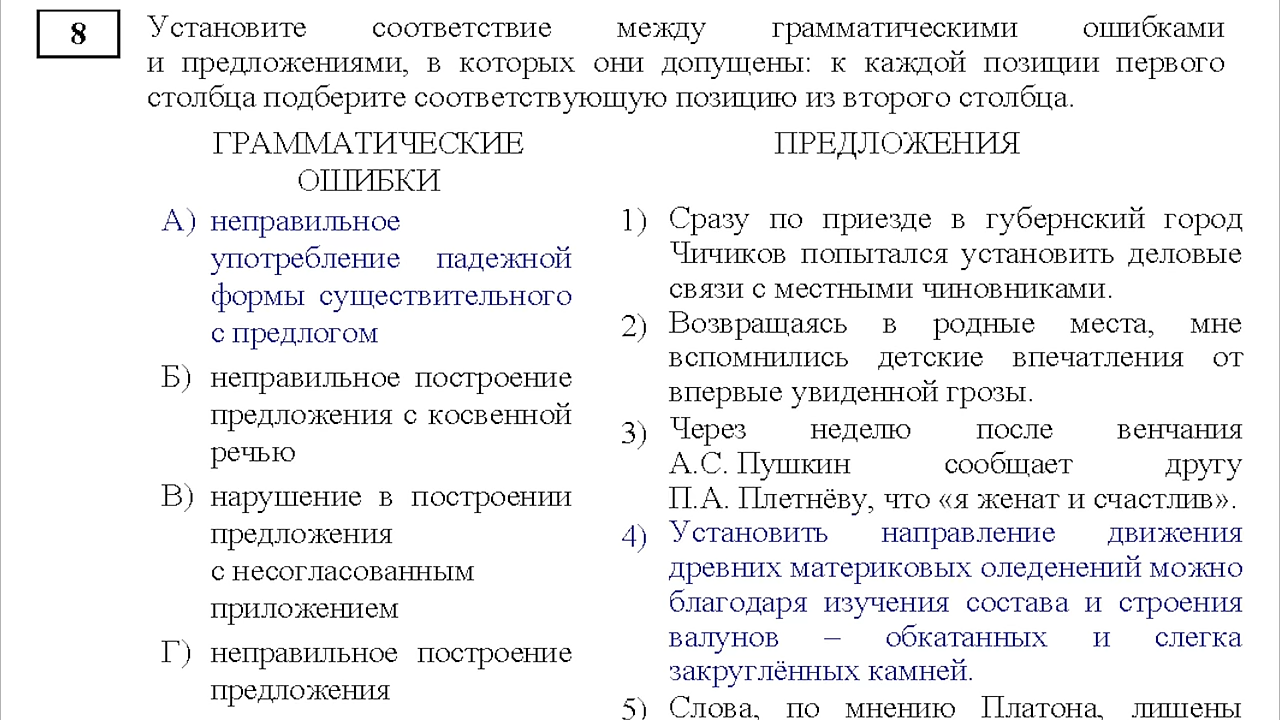 8
Установите соответствие между грамматическими ошибками
и предложениями, в которых они допущены: к каждой позиции первого
столбца подберите соответствующую позицию из второго столбца.
ГРАММАТИЧЕСКИЕ
ОШИБКИ
А) неправильное
употребление падежной
формы существительного
с предлогом
Б) неправильное построение
предложения с косвенной
речью
В) нарушение в построении
предложения
с несогласованным
приложением
Г) неправильное построение
предложения
ПРЕДЛОЖЕНИЯ
1) Сразу по приезде в губернский город
Чичиков попытался установить деловые
связи с местными чиновниками.
2) Возвращаясь в родные места, мне
вспомнились детские впечатления от
впервые увиденной грозы.
3) Через неделю после венчания
А.С. Пушкин сообщает другу
П.А. Плетнёву, что «я женат и счастлив».
4) Установить направление движения
древних материковых оледенений можно
благодаря изучения состава и строения
валунов – обкатанных и слегка
закруглённых камней.
5) Слова, по мнению Платона, лишены